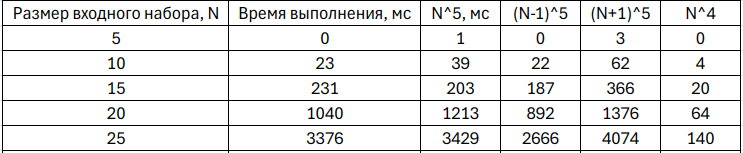 Размер входного набора, N Время выполнения, мс N^5, мс (N-1)^5 (N+1)^5 N^4
5 0 1 0 3 0
10 23 39 22 62 4
15 231 203 187 366 20
20 1040 1213 892 1376 64
25 3376 3429 2666 4074 140